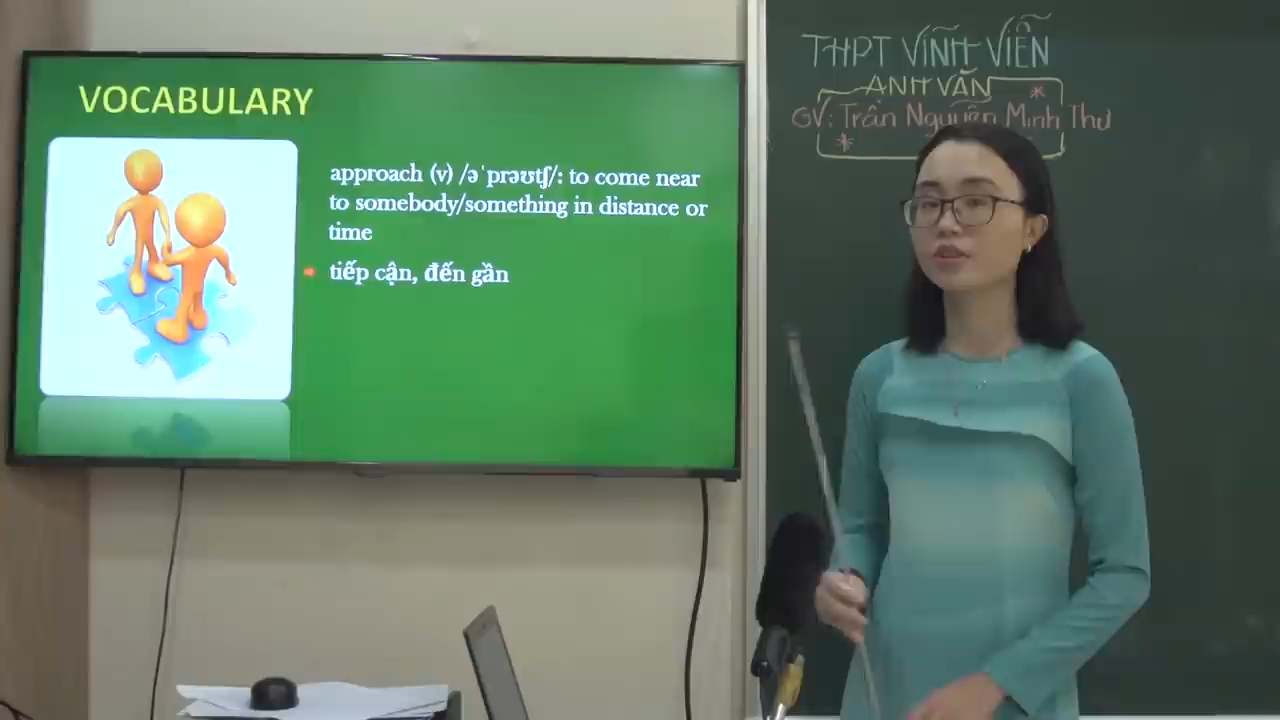 VOCABULARY
approach (v) /ə'prəʊtʃ/: to come near
to somebody/something in distance or
time
tiếp cận, đến gần
THPT VĨNH VIỄN
ANH VĂN
GV: Trần Nguyễn Minh Thư